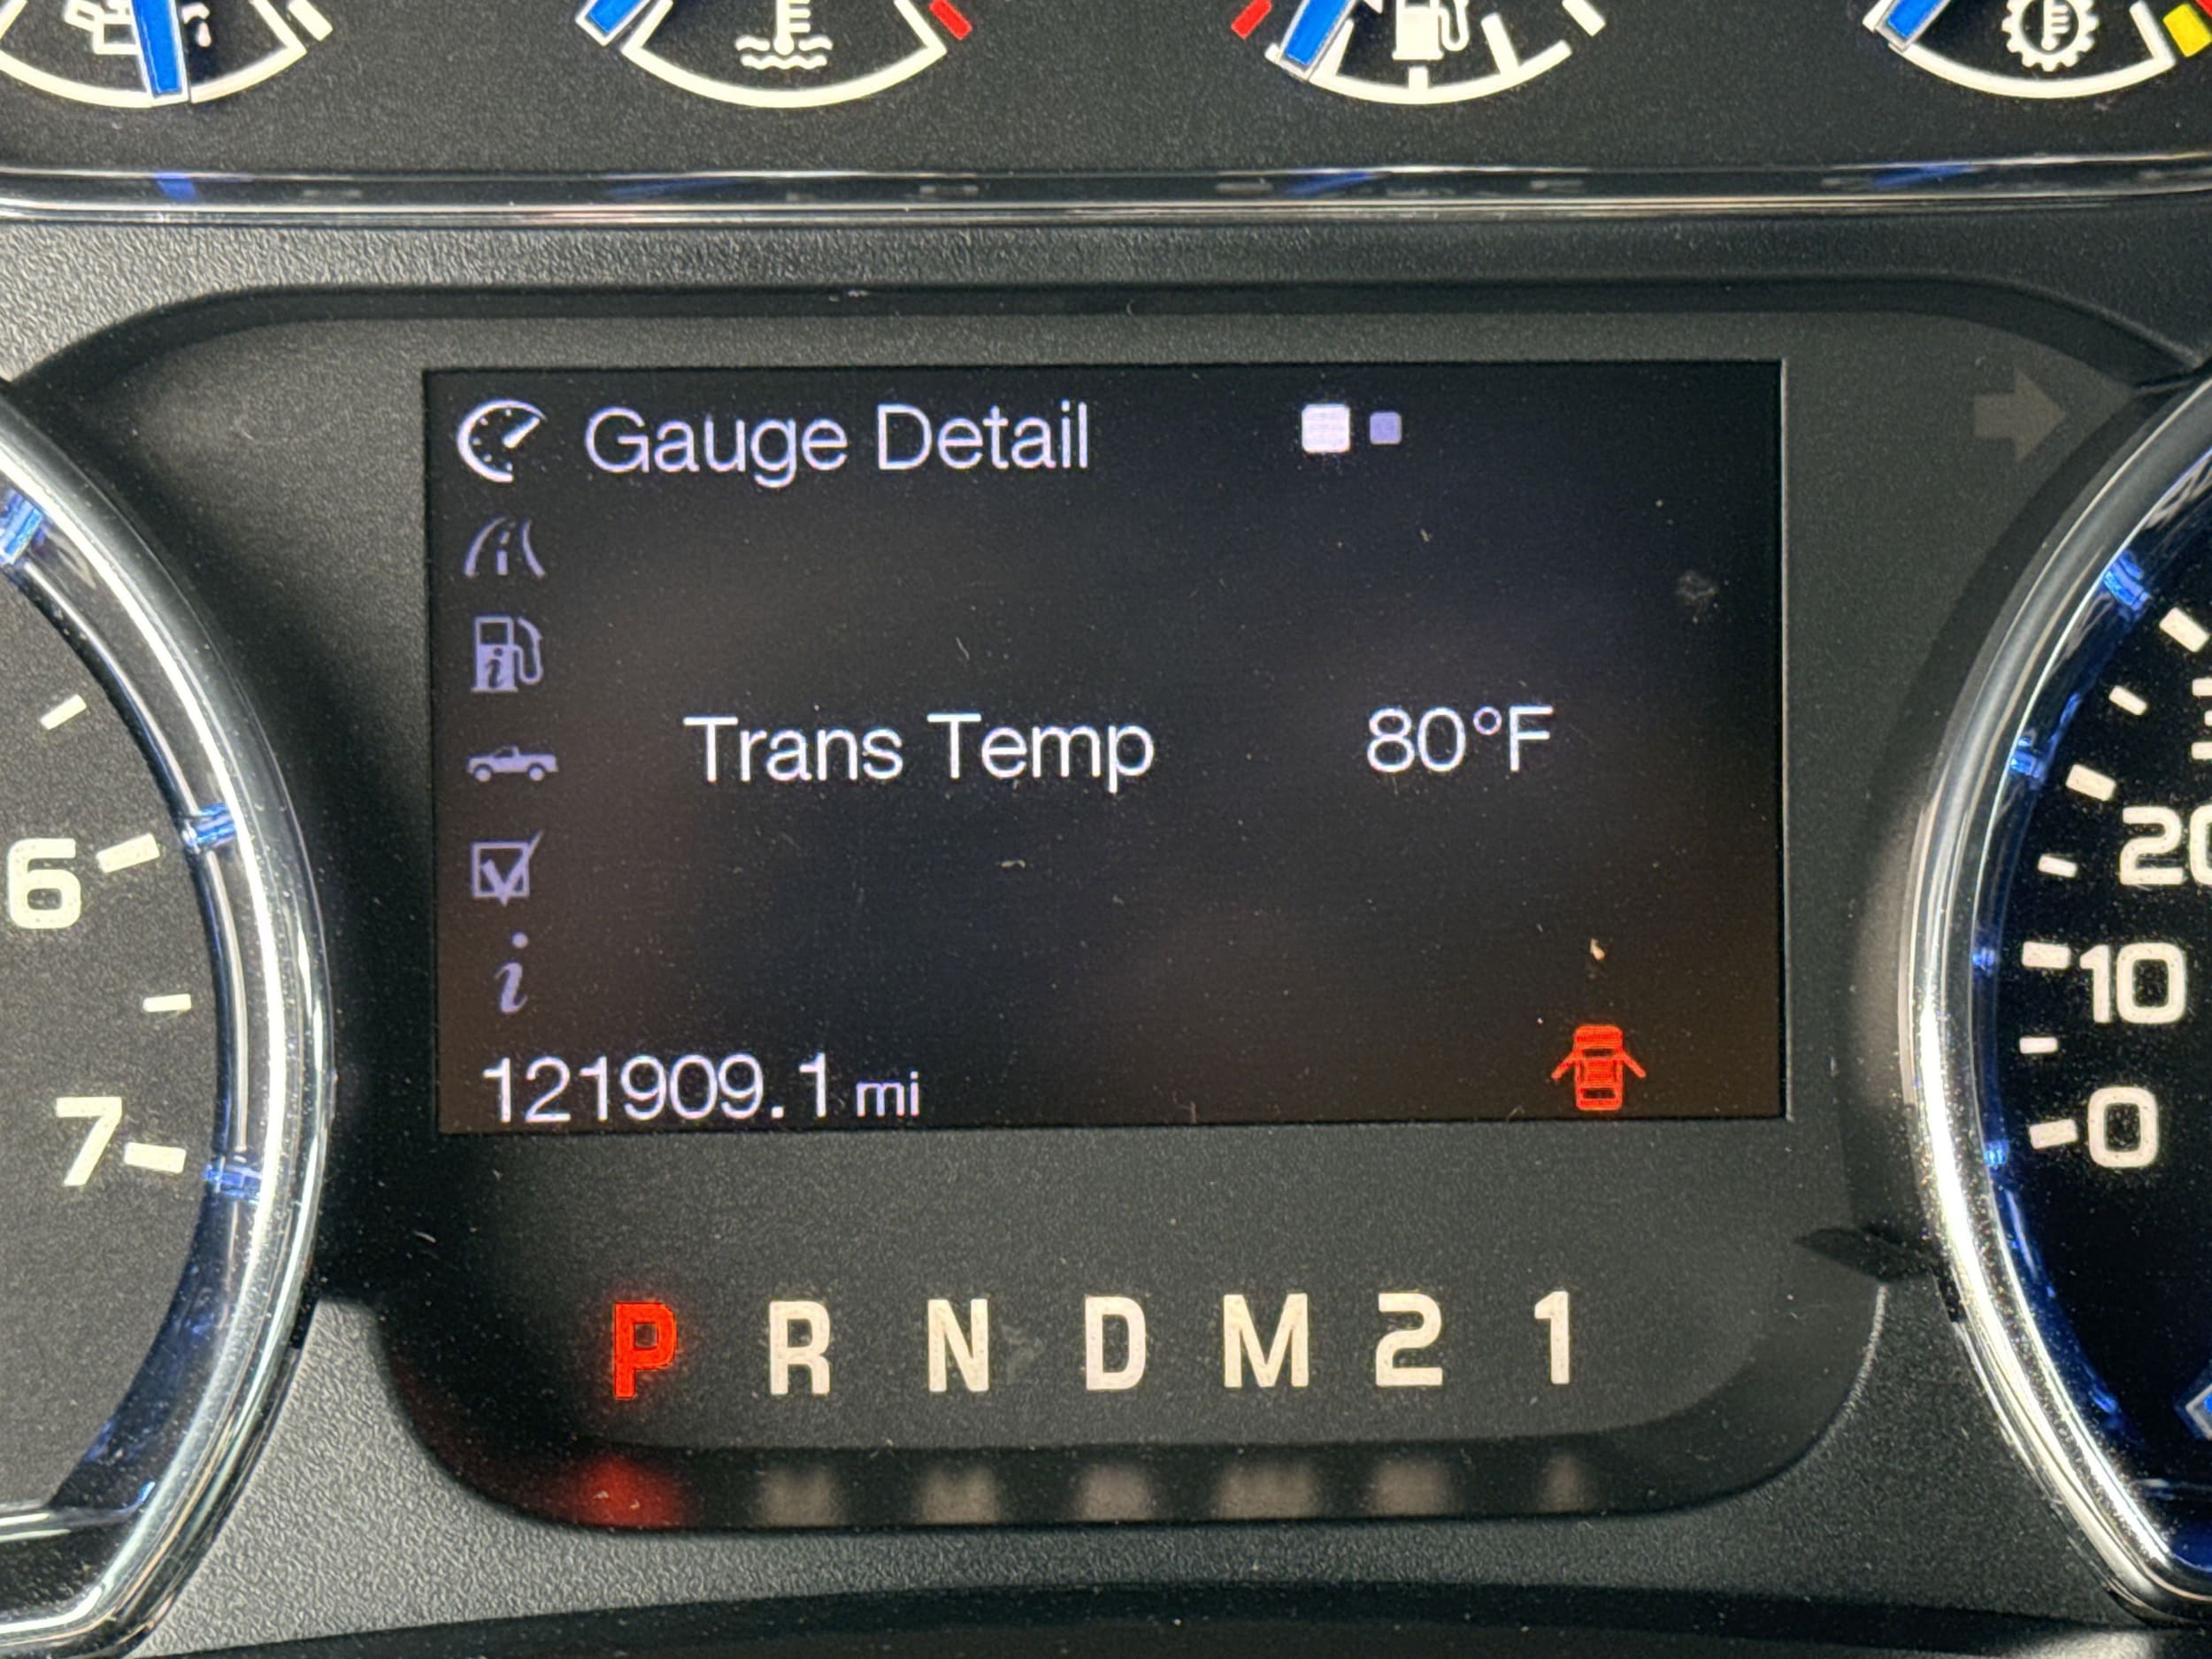 Gauge Detail
Trans Temp 80°F
121909.1 mi
6
7
20
10
0
P R N D M 2 1